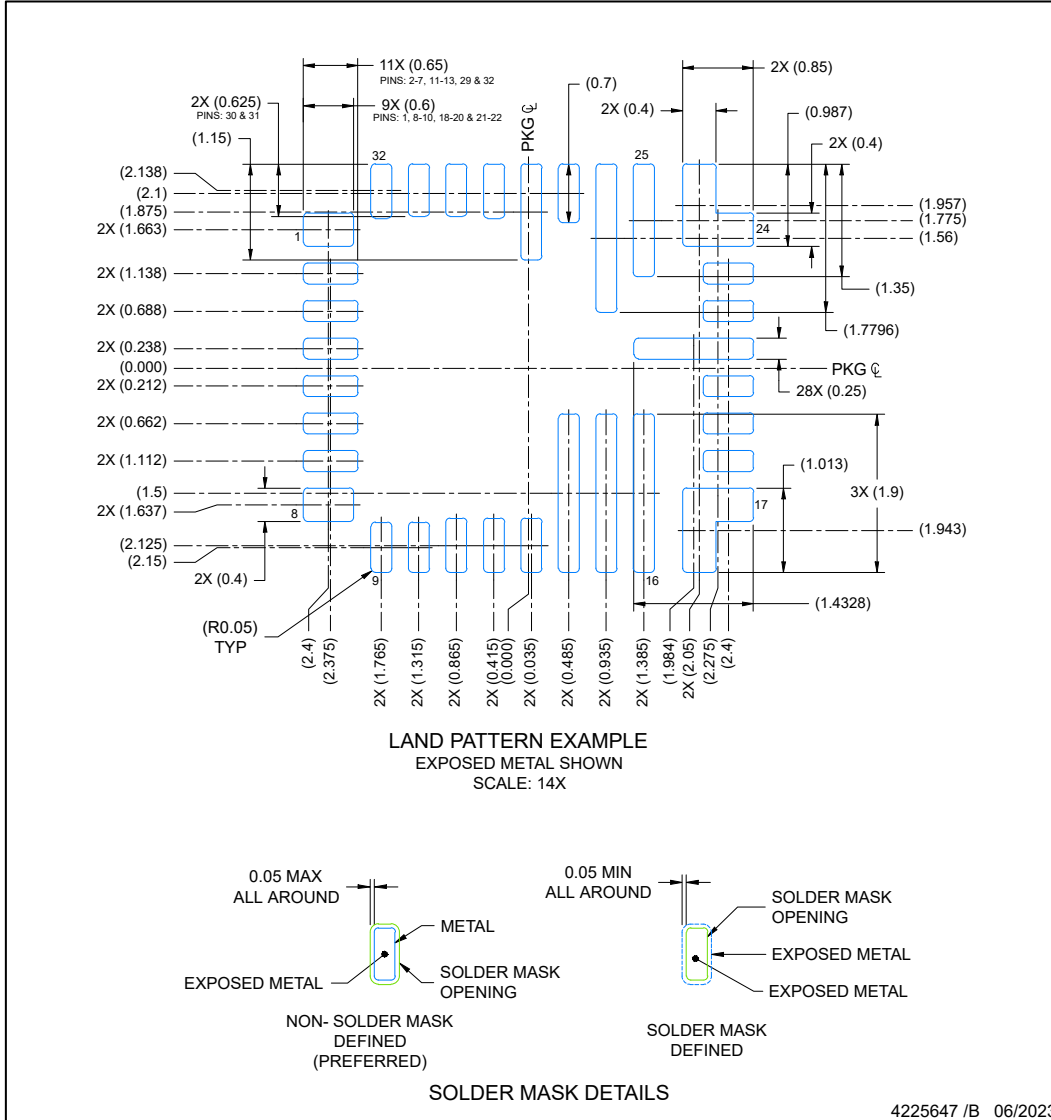 11X (0.65)
PINS: 2-7, 11-13, 29 & 32
2X (0.625)
PINS: 30 & 31
9X (0.6)
PINS: 1, 8-10, 18-20 & 21-22
(1.15)
PKG ℄
(0.7)
2X (0.85)
2X (0.4)
(0.987)
2X (0.4)
32
25
(2.138)
(2.1)
(1.875)
2X (1.663)
1
24
(1.957)
(1.775)
(1.56)
2X (1.138)
(1.35)
2X (0.688)
(1.7796)
2X (0.238)
(0.000)
PKG ℄
2X (0.212)
28X (0.25)
2X (0.662)
2X (1.112)
(1.013)
(1.5)
3X (1.9)
2X (1.637)
8
17
(2.125)
(2.15)
(1.943)
2X (0.4)
9
16
(1.4328)
(R0.05)
TYP
(2.4)
(2.375)
2X (1.765)
2X (1.315)
2X (0.865)
2X (0.415)
(0.000)
2X (0.035)
2X (0.485)
2X (0.935)
2X (1.385)
(1.984)
2X (2.05)
(2.275)
(2.4)
LAND PATTERN EXAMPLE
EXPOSED METAL SHOWN
SCALE: 14X
0.05 MAX
ALL AROUND
METAL
EXPOSED METAL
SOLDER MASK
OPENING
NON- SOLDER MASK
DEFINED
(PREFERRED)
0.05 MIN
ALL AROUND
SOLDER MASK
OPENING
EXPOSED METAL
EXPOSED METAL
SOLDER MASK
DEFINED
SOLDER MASK DETAILS
4225647 /B 06/2023